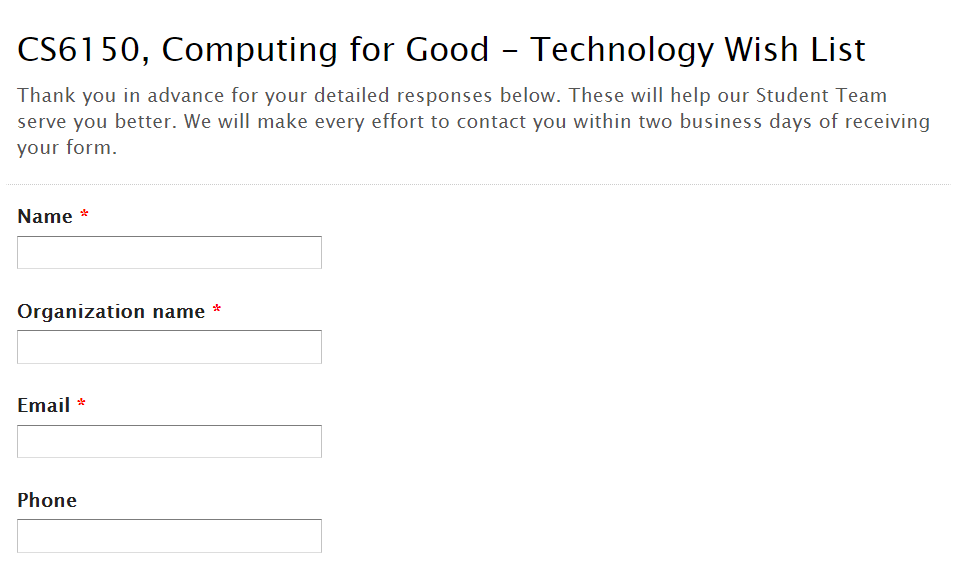 CS6150, Computing for Good – Technology Wish List
Thank you in advance for your detailed responses below. These will help our Student Team
serve you better. We will make every effort to contact you within two business days of receiving
your form.
Name *
Organization name *
Email *
Phone